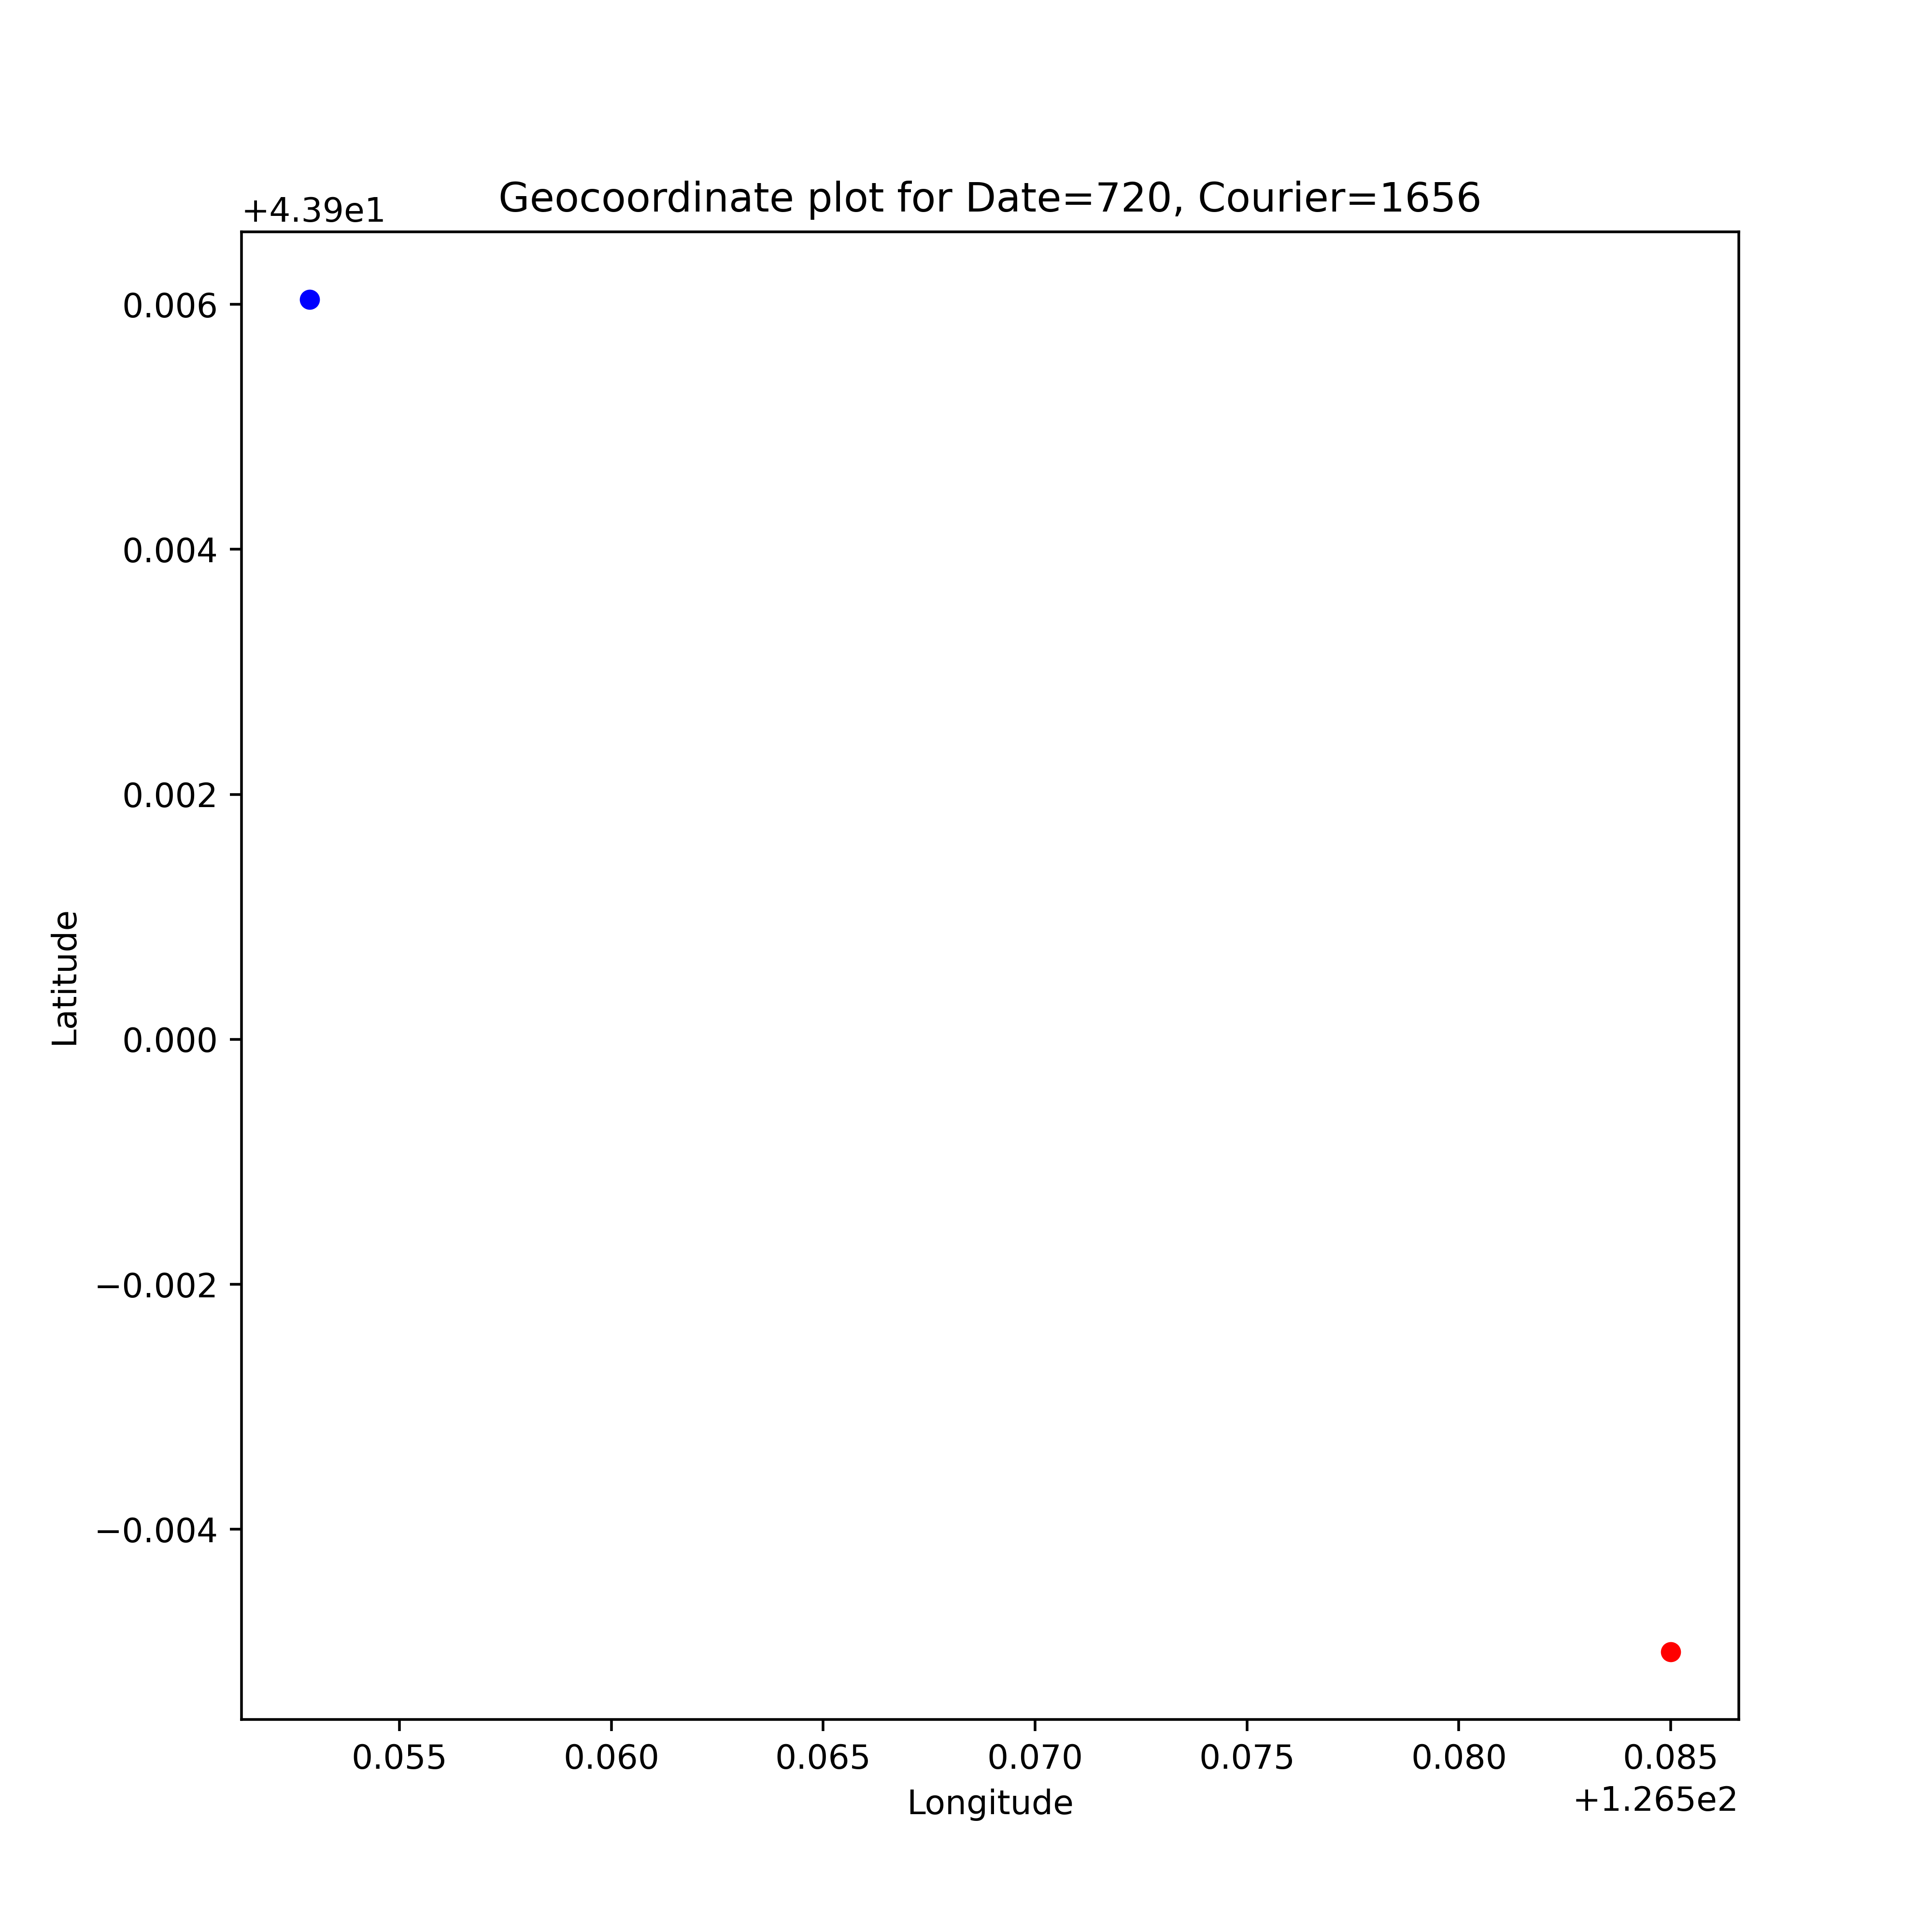 Geocoordinate plot for Date=720, Courier=1656
+4.39e1
0.006
0.004
0.002
0.000
−0.002
−0.004
Latitude
0.055 0.060 0.065 0.070 0.075 0.080 0.085
Longitude
+1.265e2